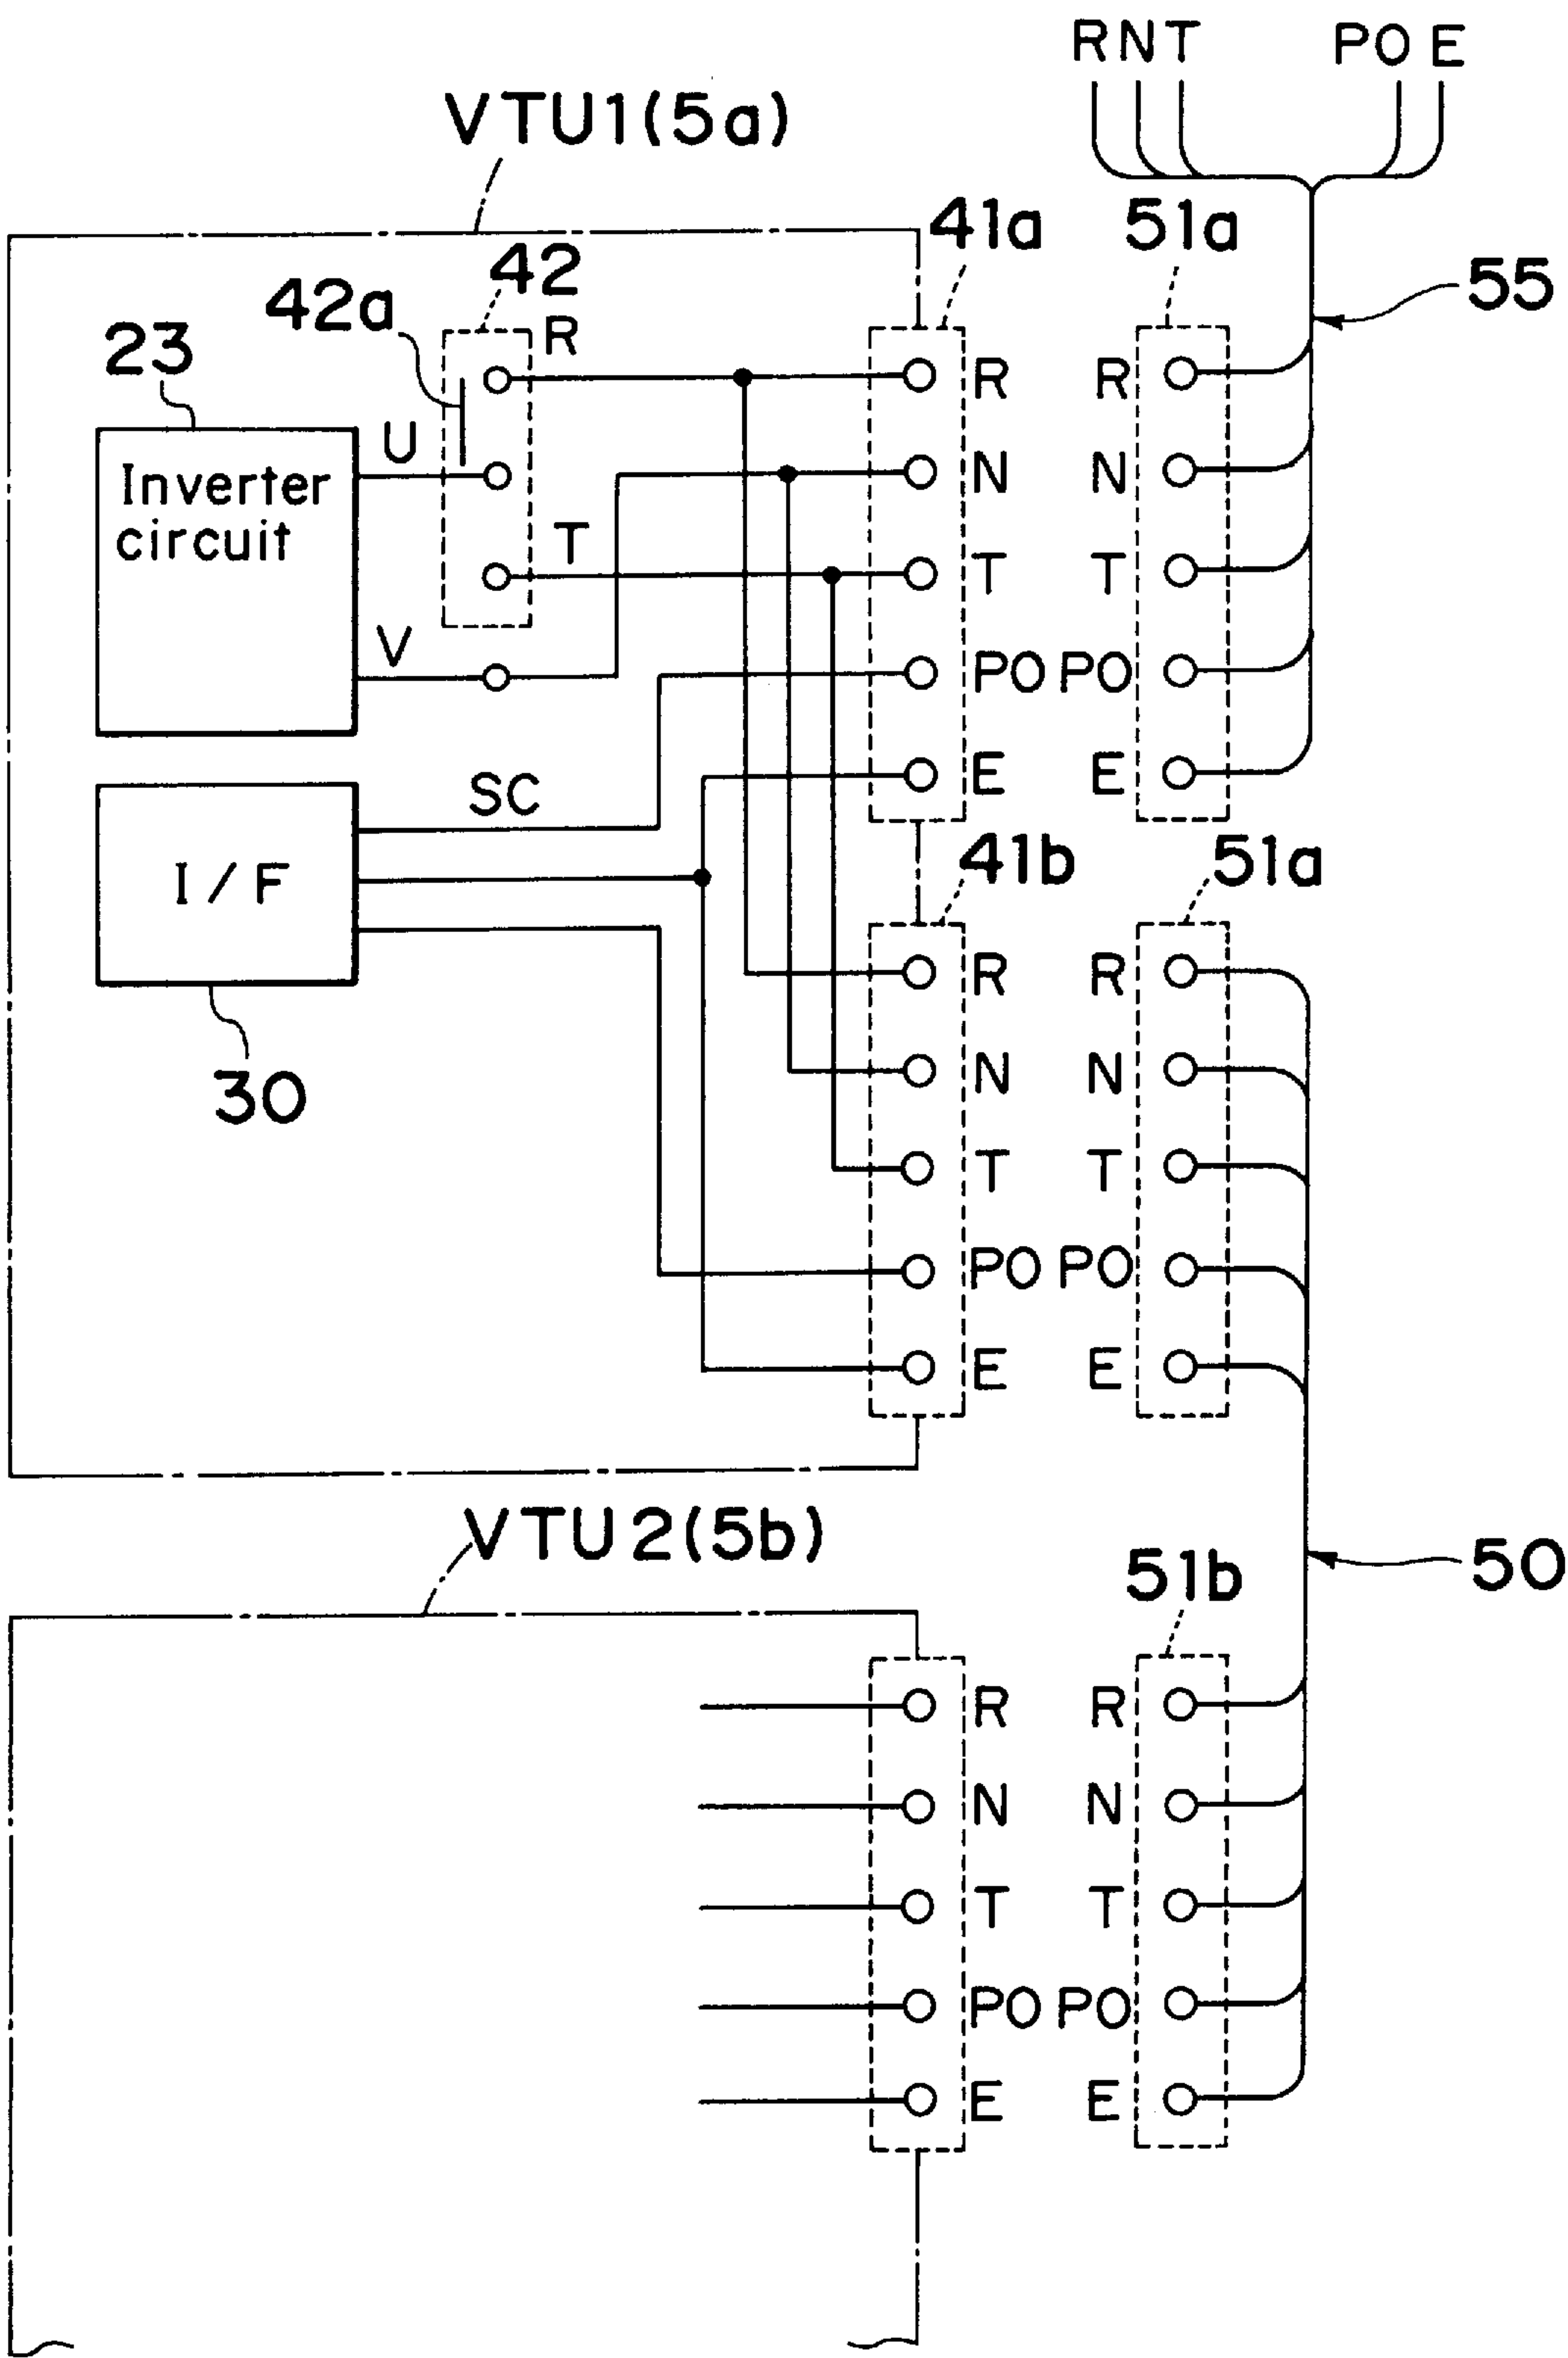 RNT PO E
VTU1(5a)
41a 51a
42
42a
55
23
R
R R
U
Inverter
circuit
N N
T
T T
V
PO PO
SC
E E
41b 51a
I/F
R R
30
N N
T T
PO PO
E E
VTU2(5b)
51b
50
R R
N N
T T
PO PO
E E